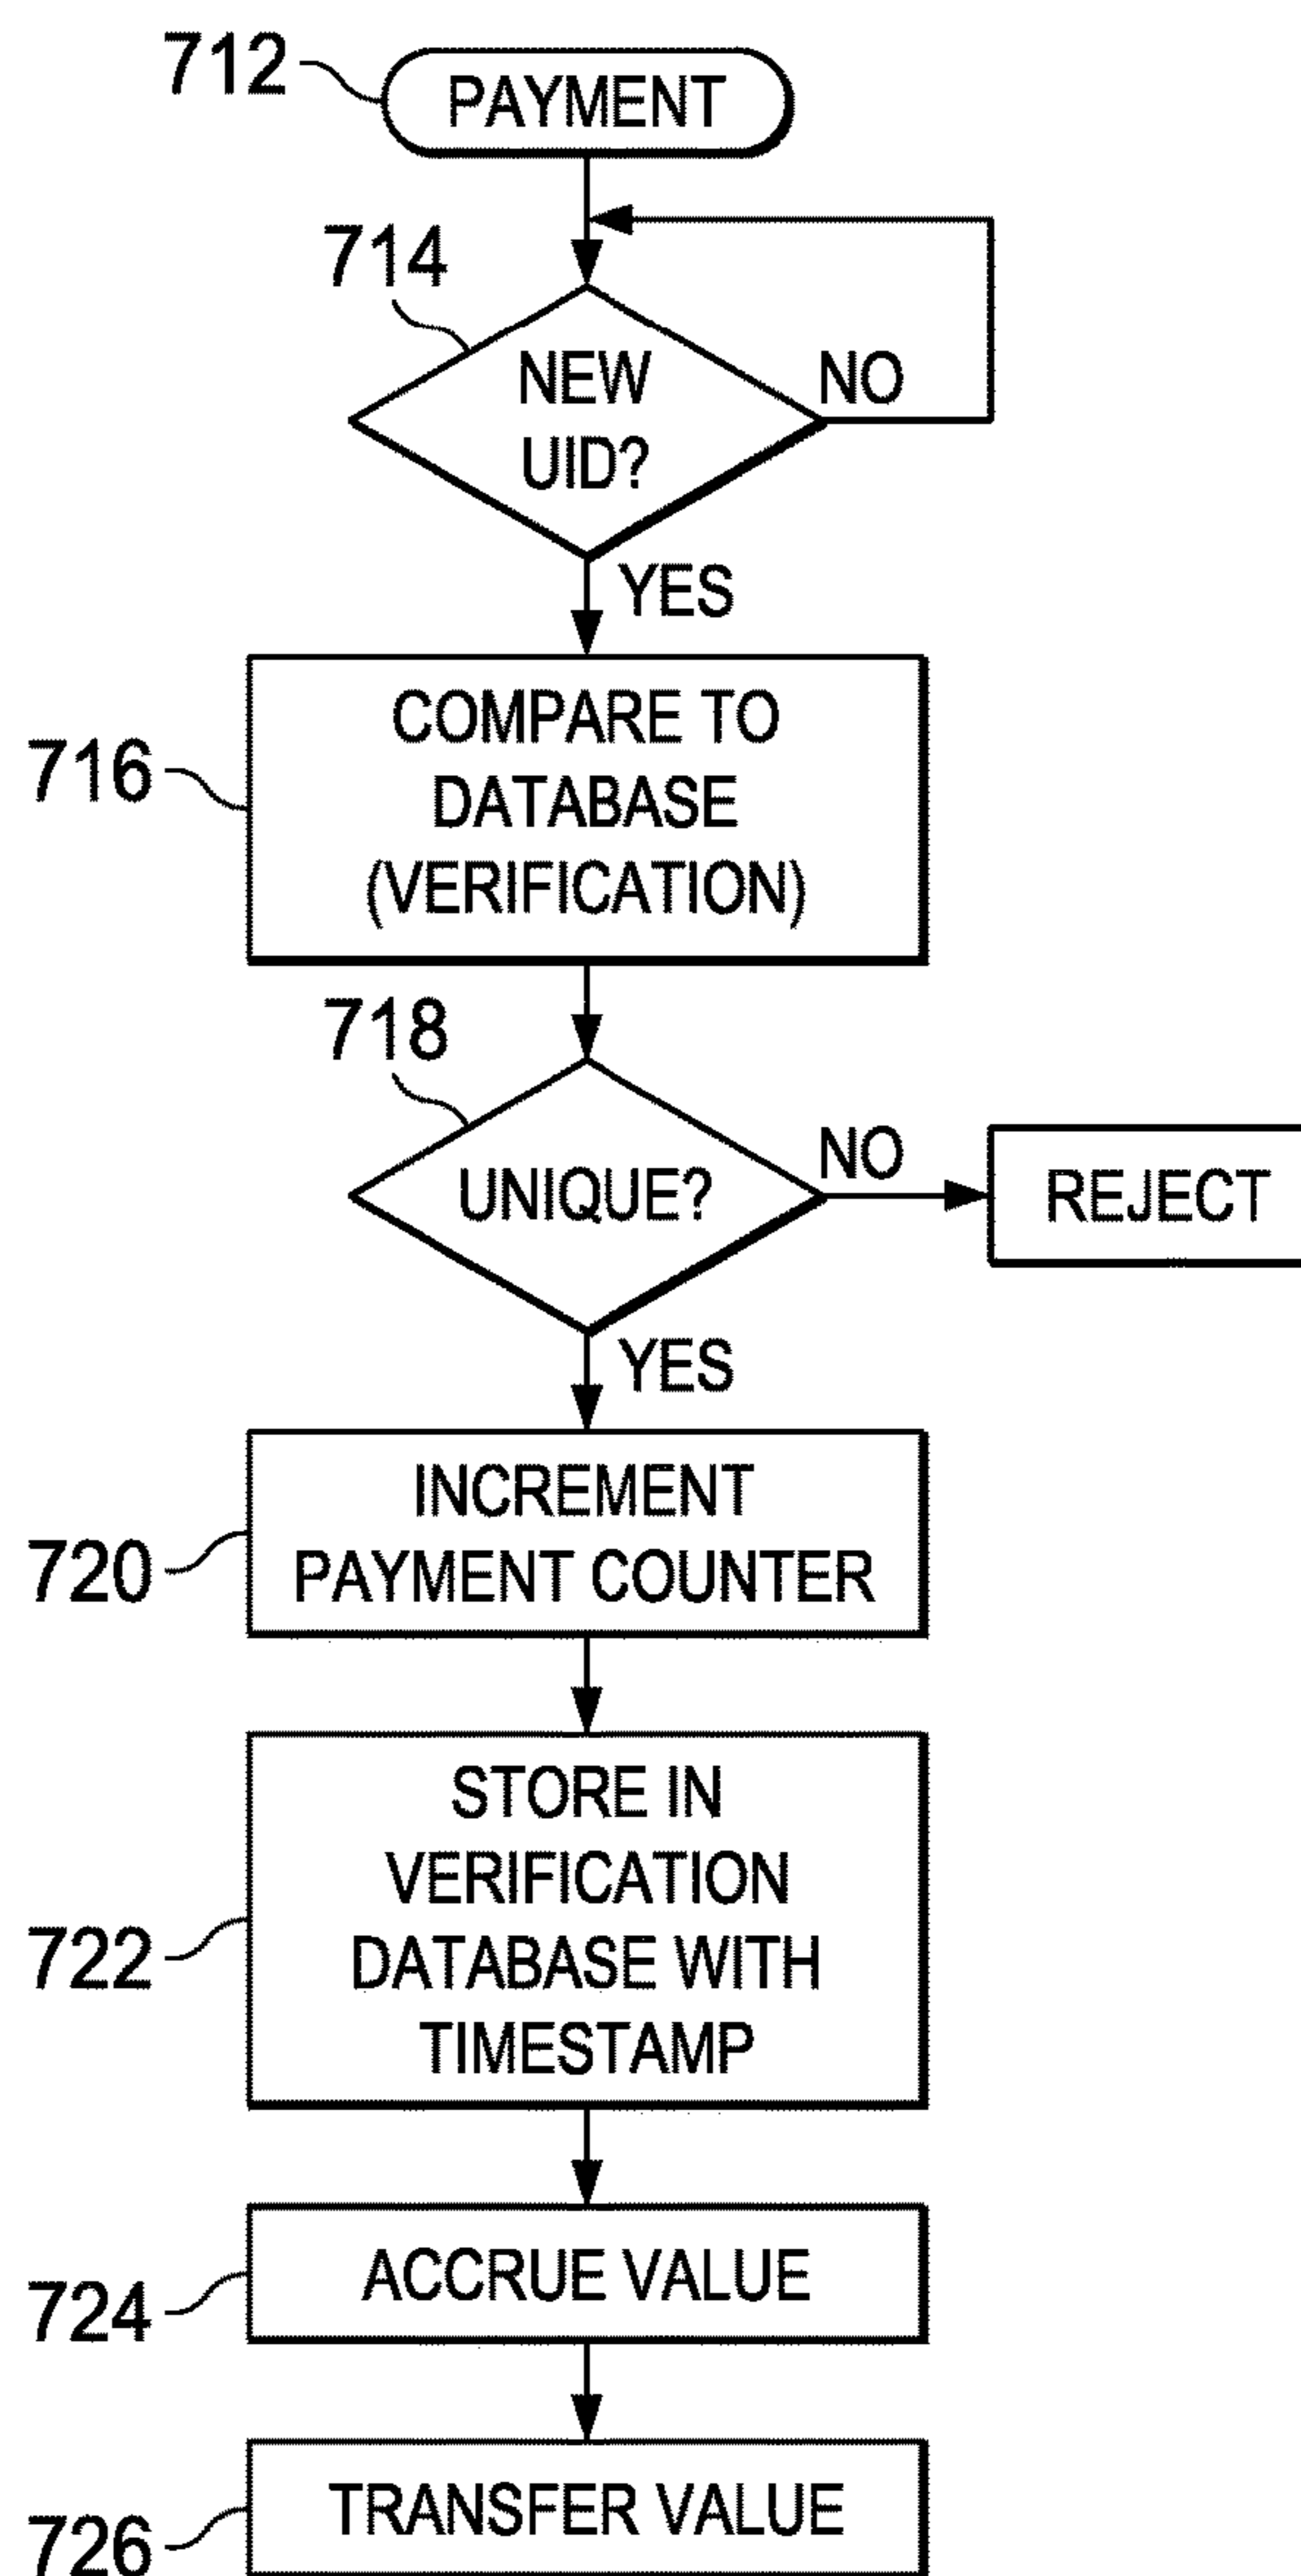 712
PAYMENT
714
NEW
UID?
NO
YES
716
COMPARE TO
DATABASE
(VERIFICATION)
718
UNIQUE?
NO
REJECT
YES
720
INCREMENT
PAYMENT COUNTER
722
STORE IN
VERIFICATION
DATABASE WITH
TIMESTAMP
724
ACCRUE VALUE
726
TRANSFER VALUE